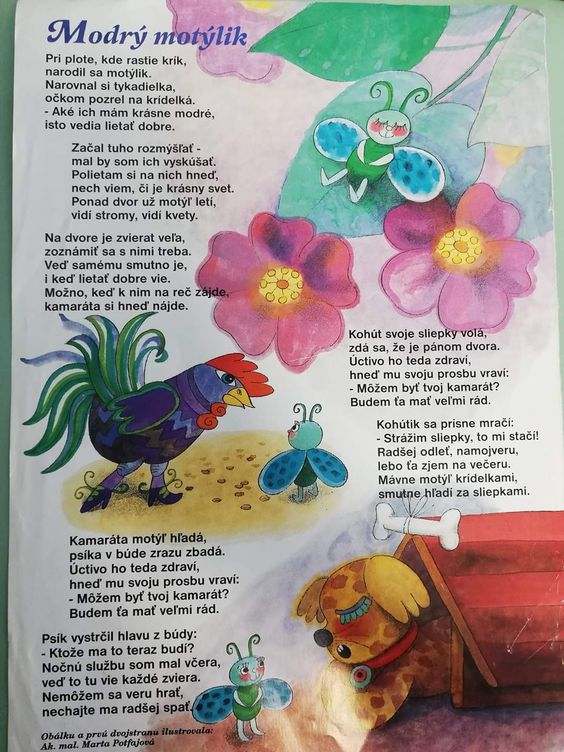 Modrý motýlik
Pri plote, kde rastie krík,
narodil sa motýlik.
Narovnal si tykadielka,
očkom pozrel na krídelká.
- Aké ich mám krásne modré,
isto vedia lietať dobre.
Začal tuho rozmýšľať -
mal by som ich vyskúšať.
Polietam si na nich hneď,
nech viem, či je krásny svet.
Ponad dvor už motýľ letí,
vidí stromy, vidí kvety.
Na dvore je zvierat veľa,
zoznámiť sa s nimi treba.
Veď samému smutno je,
i keď lietať dobre vie.
Možno, keď k nim na reč zájde,
kamaráta si hneď nájde.
Kohút svoje sliepky volá,
zdá sa, že je pánom dvora.
Úctivo ho teda zdraví,
hneď mu svoju prosbu vraví:
- Môžem byť tvoj kamarát?
Budem ťa mať veľmi rád.
Kohútik sa prísne mračí:
- Strážim sliepky, to mi stačí!
Radšej odleť, namojveru,
lebo ťa zjem na večeru.
Mávne motýľ krídelkami,
smutne hľadí za sliepkami.
Kamaráta motýľ hľadá,
psíka v búde zrazu zbadá.
Úctivo ho teda zdraví,
hneď mu svoju prosbu vraví:
- Môžem byť tvoj kamarát?
Budem ťa mať veľmi rád.
Psík vystrčil hlavu z búdy:
- Ktože ma to teraz budí?
Nočnú službu som mal včera,
veď to tu vie každé zviera.
Nemôžem sa veru hrať,
nechajte ma radšej spať.
Obálku a prvú dvojstranu ilustrovala:
Ak. mal. Marta Potfajová